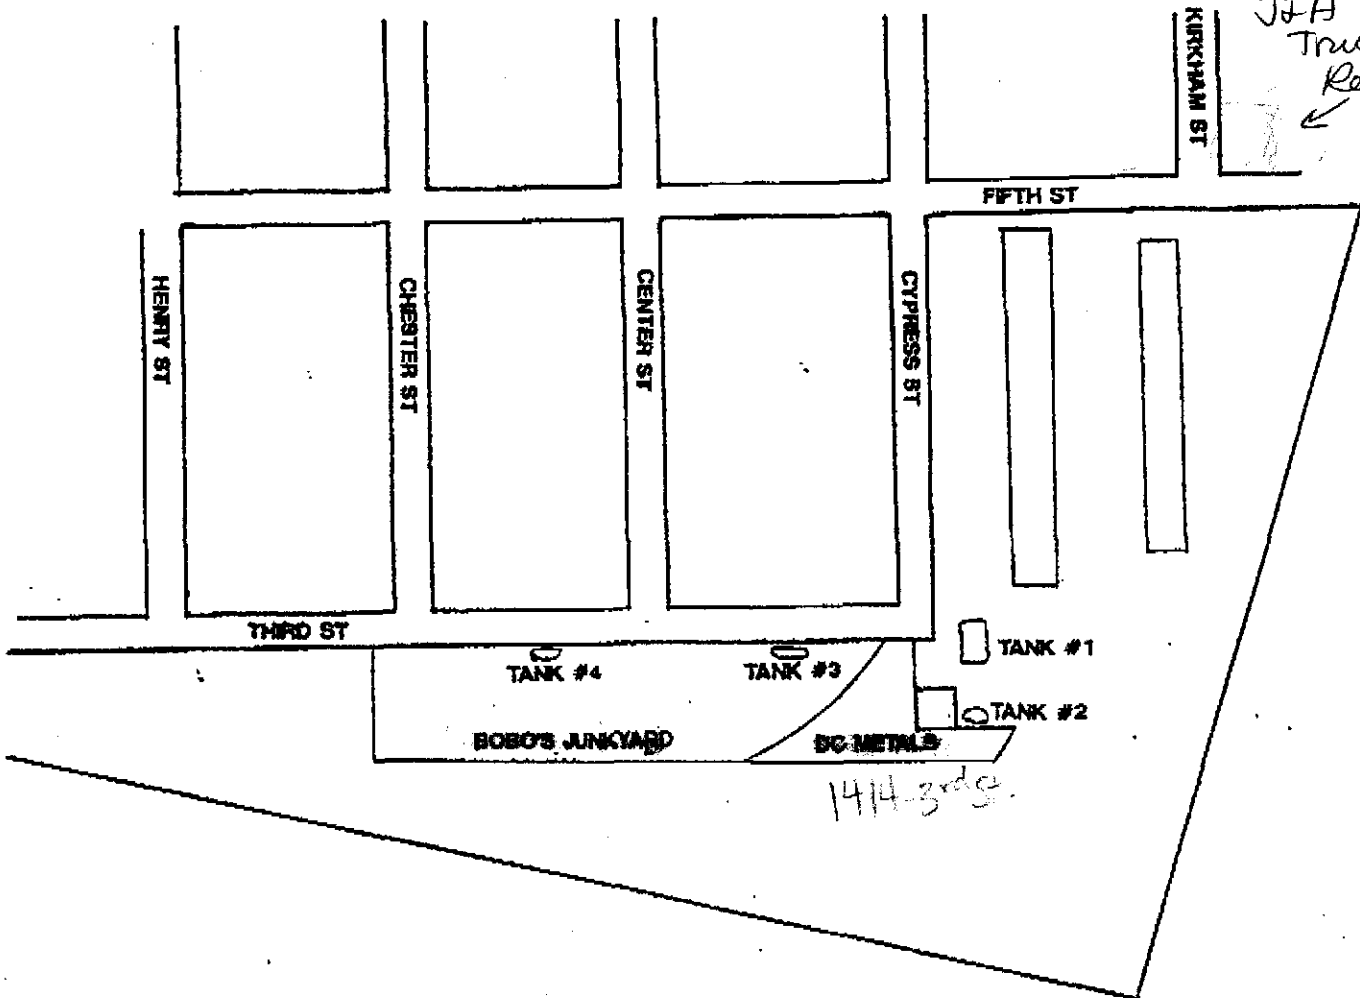 KIRKHAM ST
J&A
FIFTH ST
HENRY ST
CHESTER ST
CENTER ST
CYPRESS ST
THIRD ST
TANK #4
TANK #3
TANK #1
TANK #2
BOBO'S JUNKYARD
DC METALS
1414 - 3rd St.